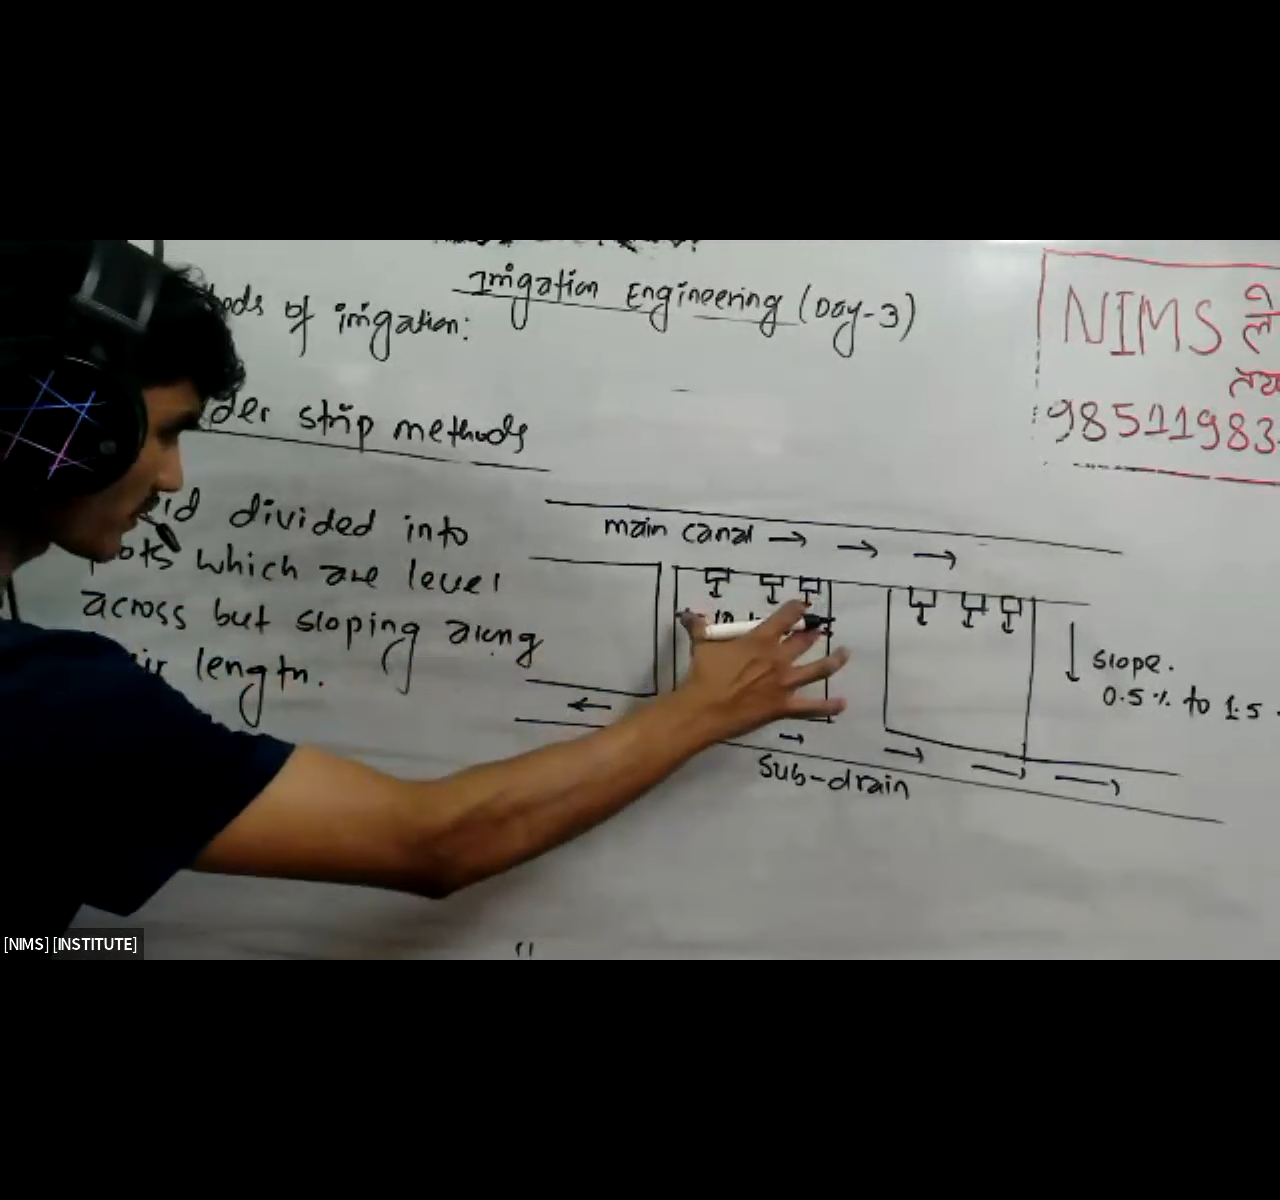 Irrigation Engineering (Day-3)
of irrigation:
strip methods
divided into
which are level
across but sloping along
length.
main canal → → →
slope.
0.5% to 1.5
sub-drain
NIMS
98511983
[NIMS] [INSTITUTE]